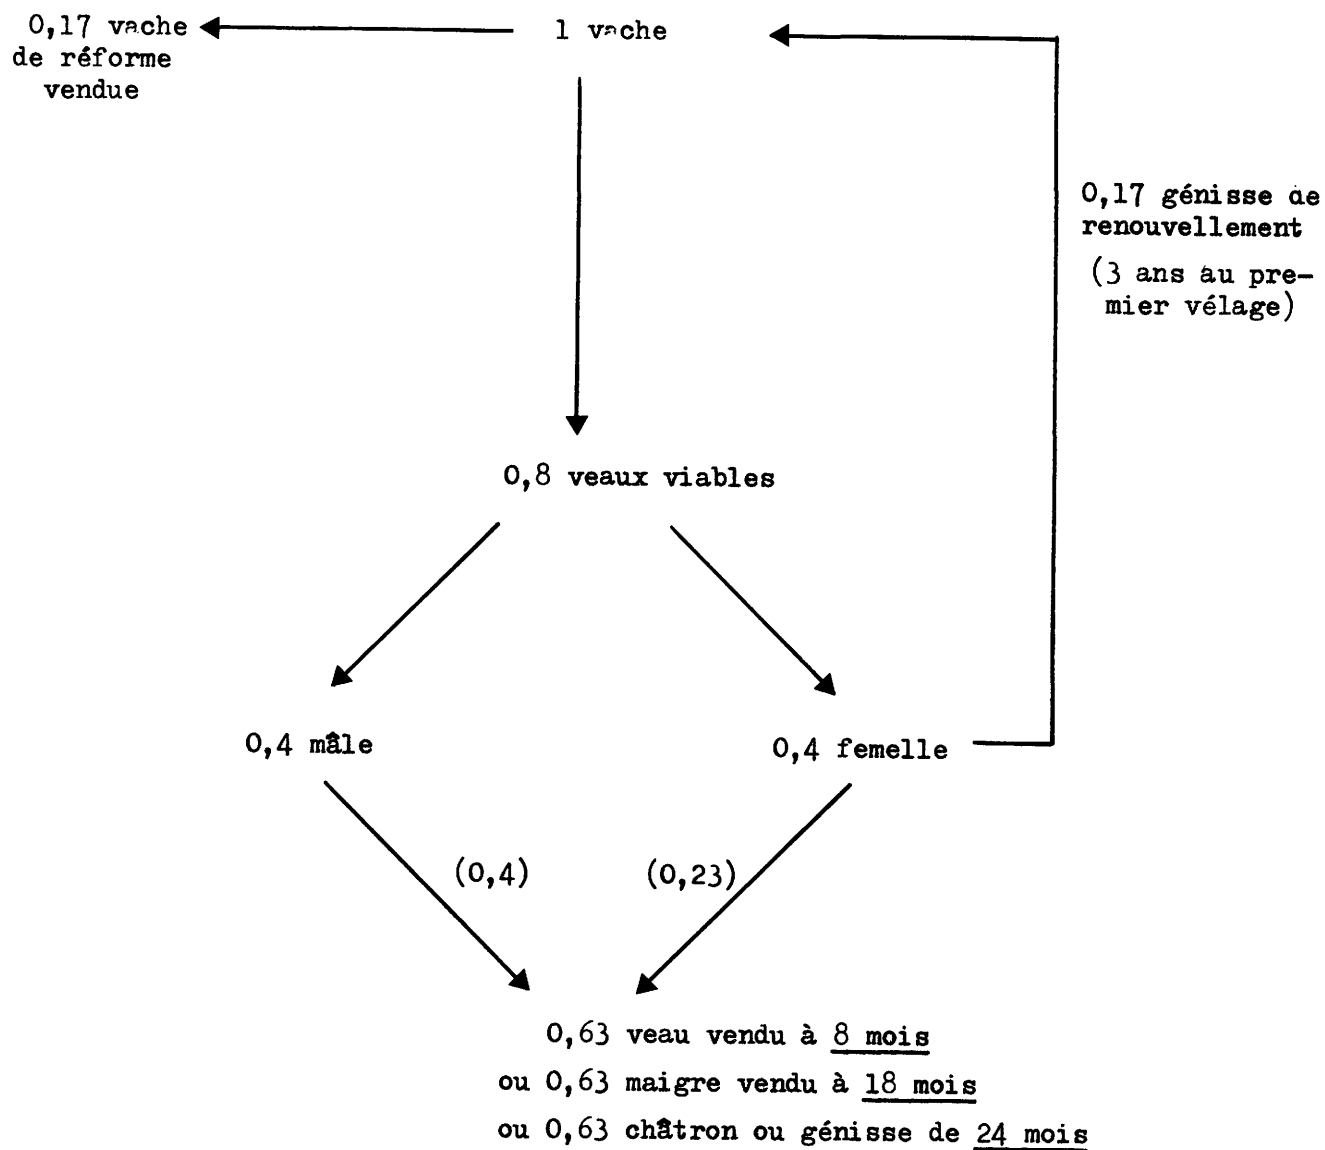 0,17 vache
de réforme
vendue
1 vache
0,17 génisse de
renouvellement
(3 ans au pre-
mier vélage)
0,8 veaux viables
0,4 mâle
0,4 femelle
(0,4)
(0,23)
0,63 veau vendu à 8 mois
ou 0,63 maigre vendu à 18 mois
ou 0,63 châtron ou génisse de 24 mois